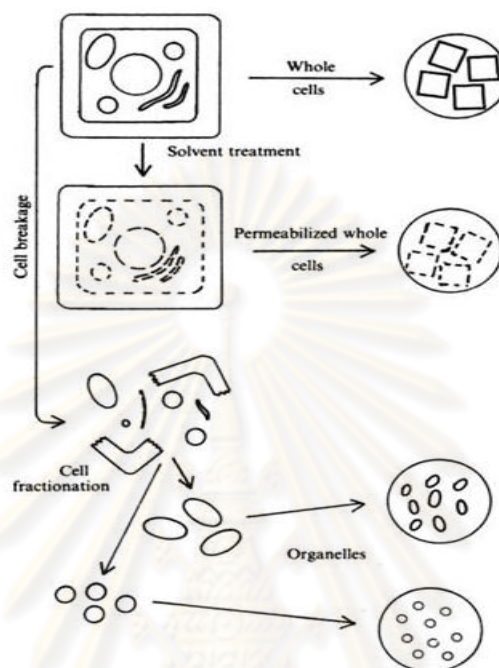 Whole
cells
Solvent treatment
Cell breakage
Permeabilized whole
cells
Cell
fractionation
Organelles